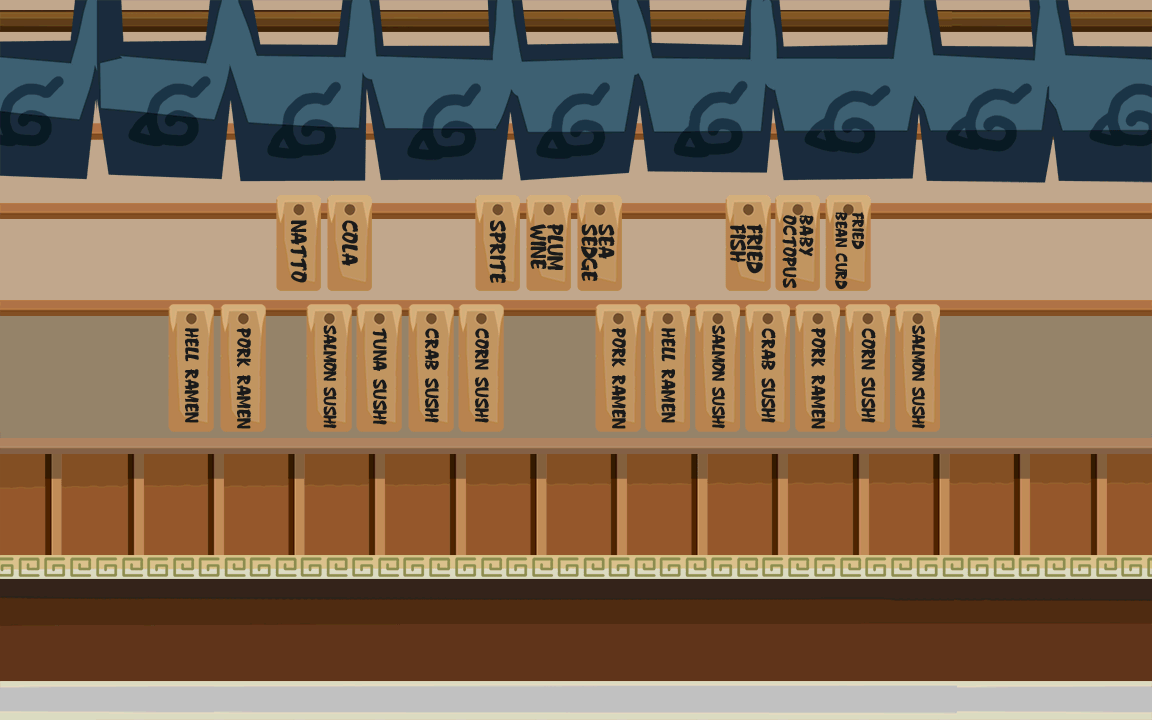 NATTO
COLA
SPRITE
PLUM
WINE
SEA
SEDGE
FRIED
FISH
BABY
OCTOPUS
FRIED
BEAN CURD
HELL RAMEN
PORK RAMEN
SALMON SUSHI
TUNA SUSHI
CRAB SUSHI
CORN SUSHI
PORK RAMEN
HELL RAMEN
SALMON SUSHI
CRAB SUSHI
PORK RAMEN
CORN SUSHI
SALMON SUSHI